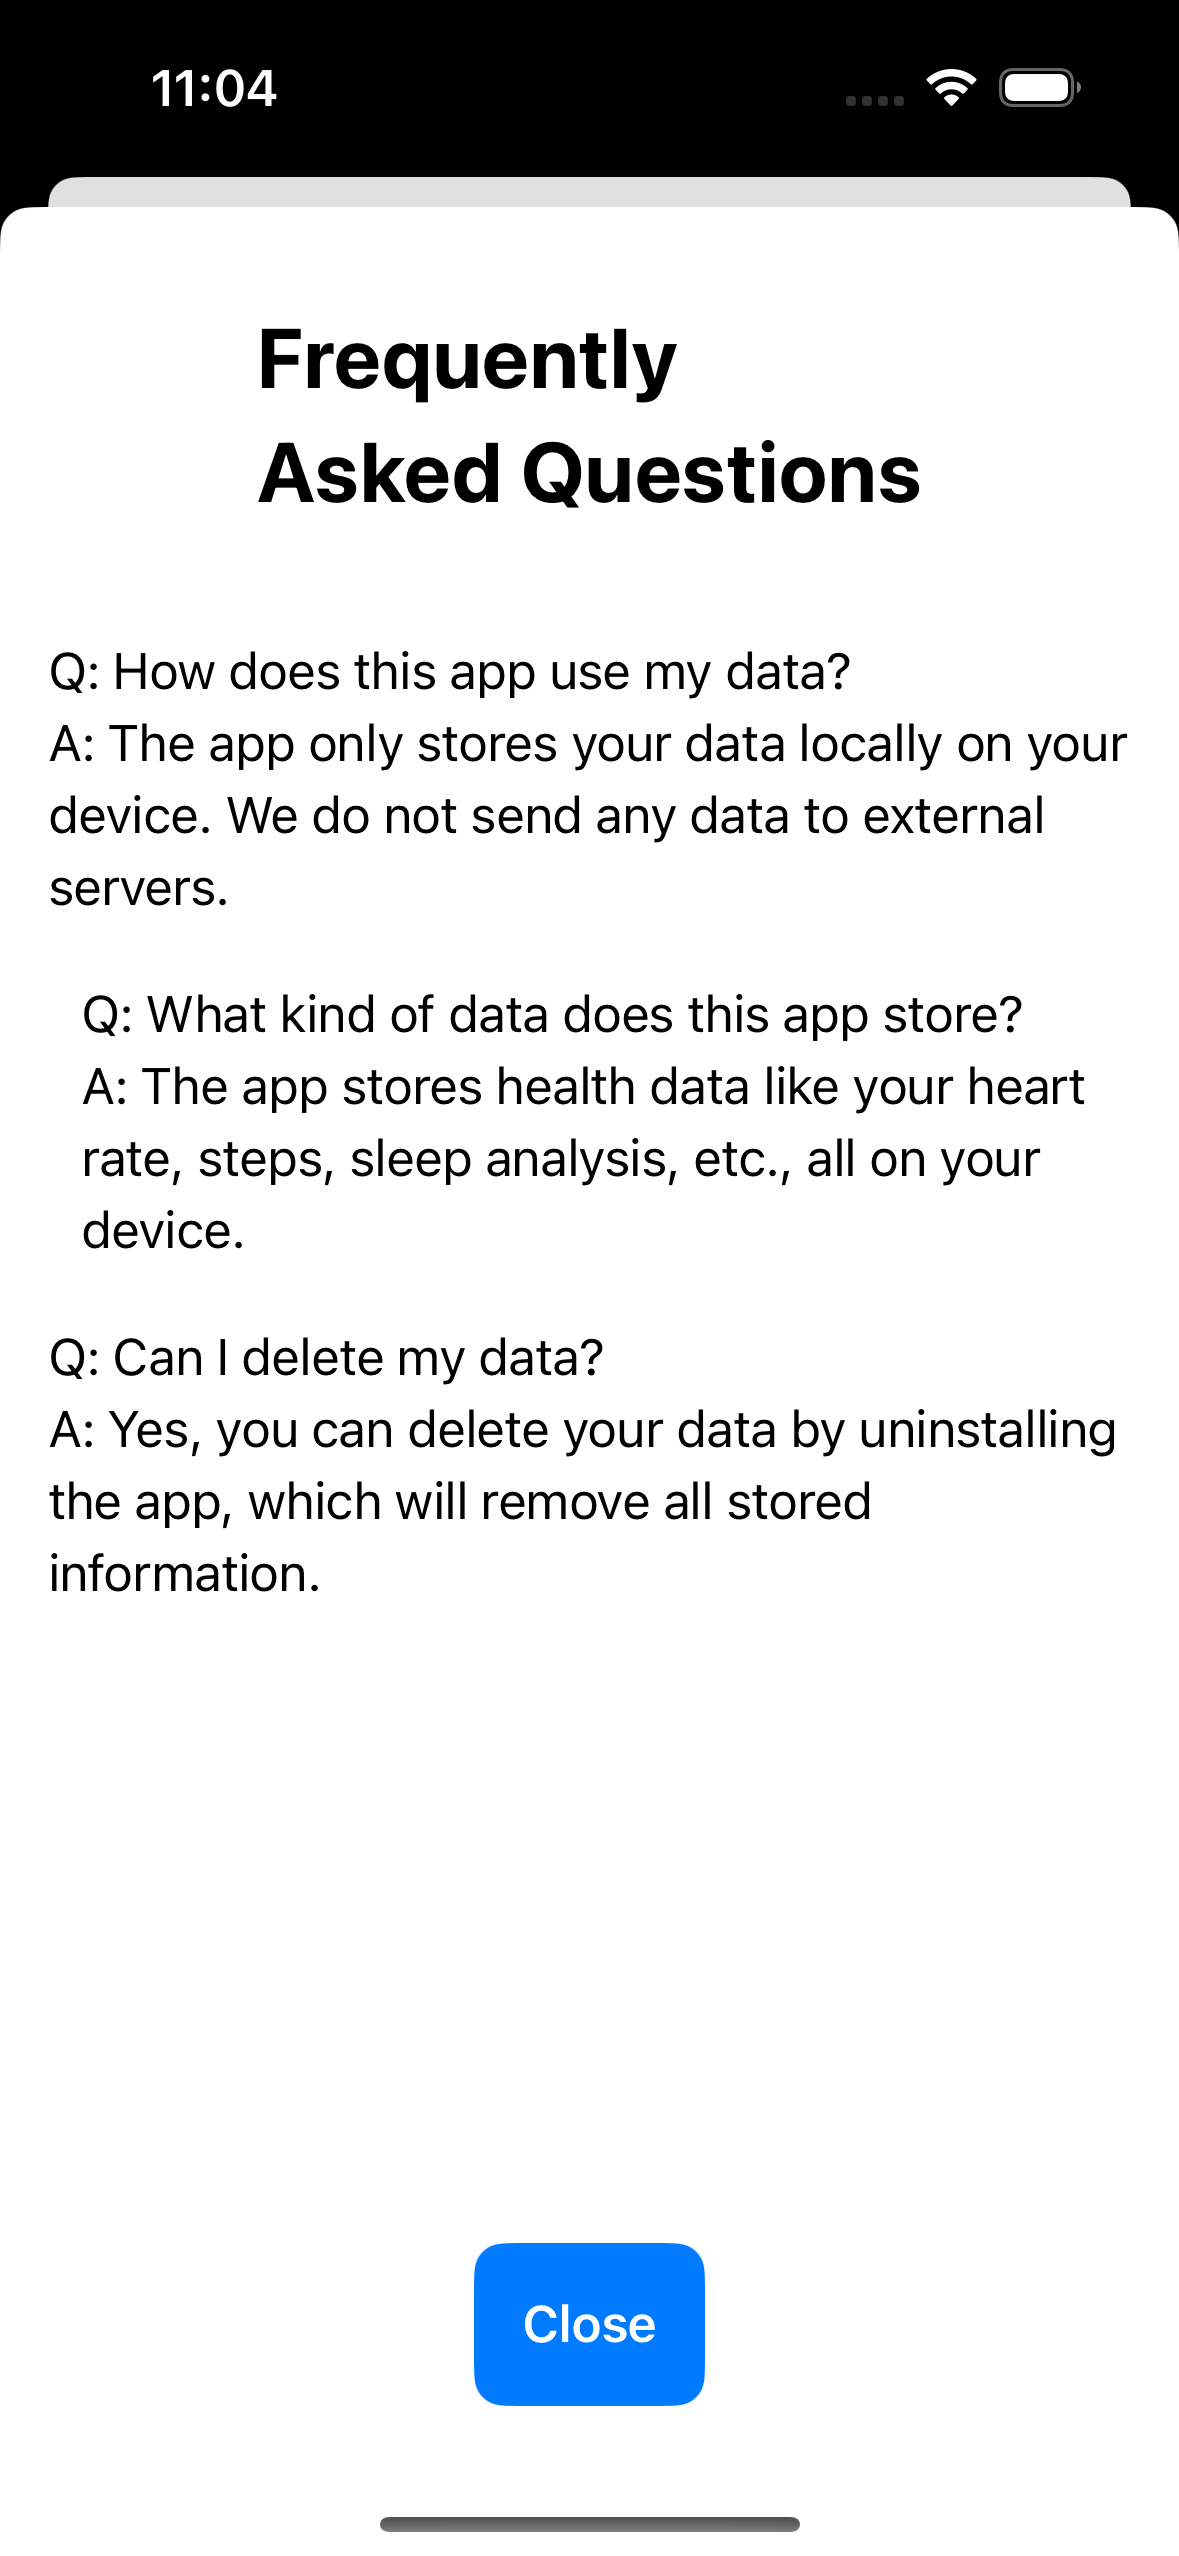 11:04
Frequently
Asked Questions
Q: How does this app use my data?
A: The app only stores your data locally on your
device. We do not send any data to external
servers.
Q: What kind of data does this app store?
A: The app stores health data like your heart
rate, steps, sleep analysis, etc., all on your
device.
Q: Can I delete my data?
A: Yes, you can delete your data by uninstalling
the app, which will remove all stored
information.
Close